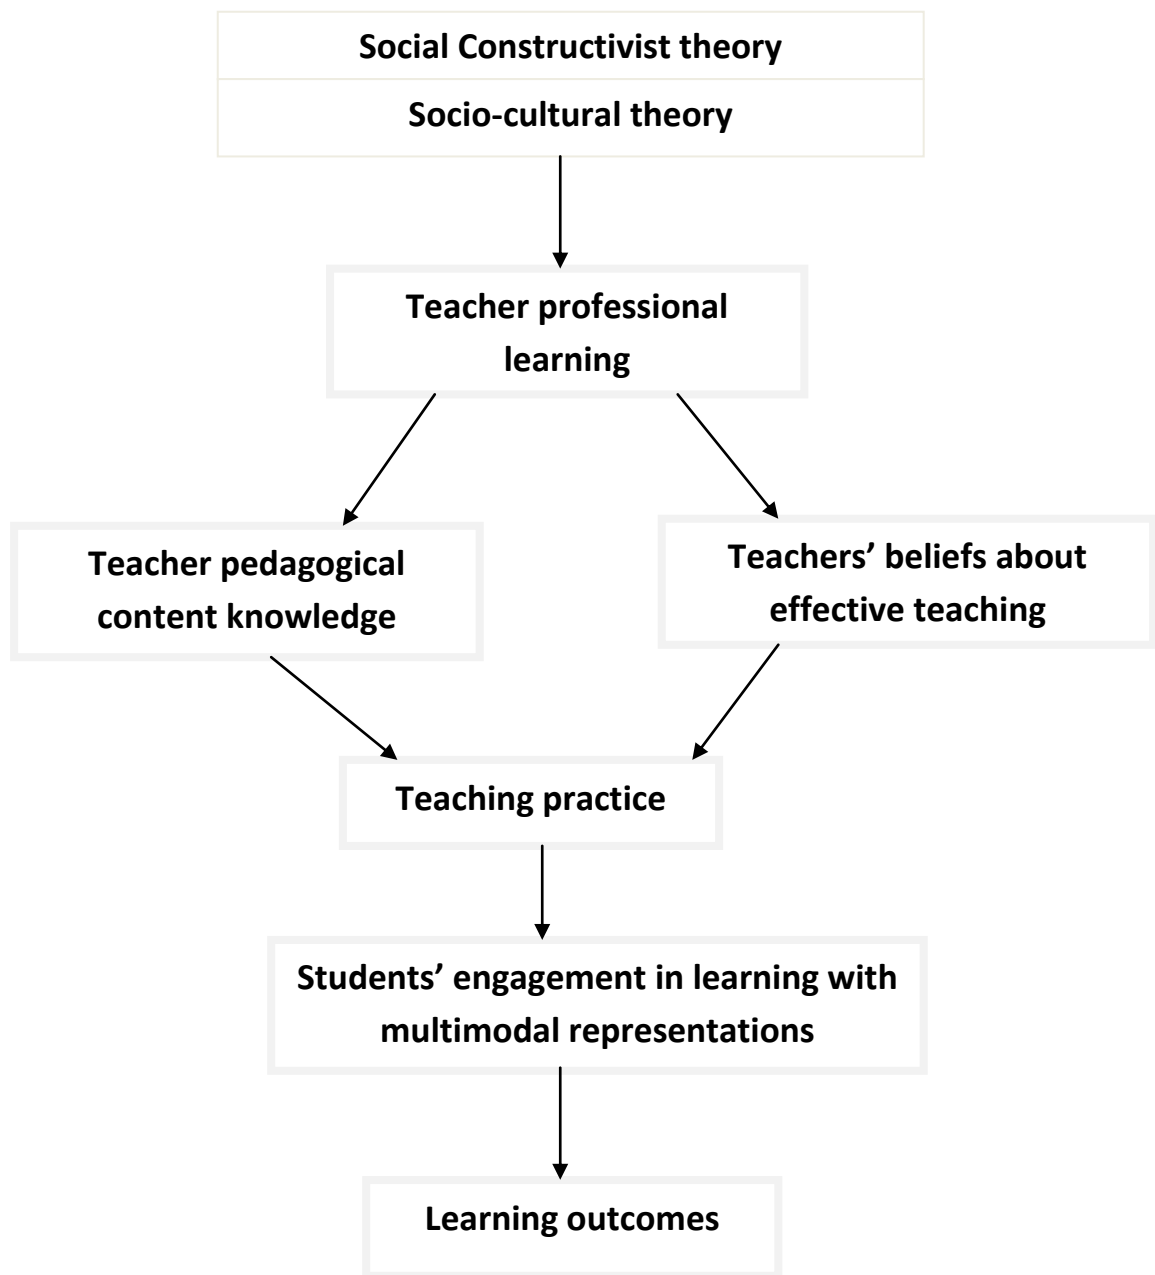 Social Constructivist theory
Socio-cultural theory
Teacher professional
learning
Teacher pedagogical
content knowledge
Teachers’ beliefs about
effective teaching
Teaching practice
Students’ engagement in learning with
multimodal representations
Learning outcomes